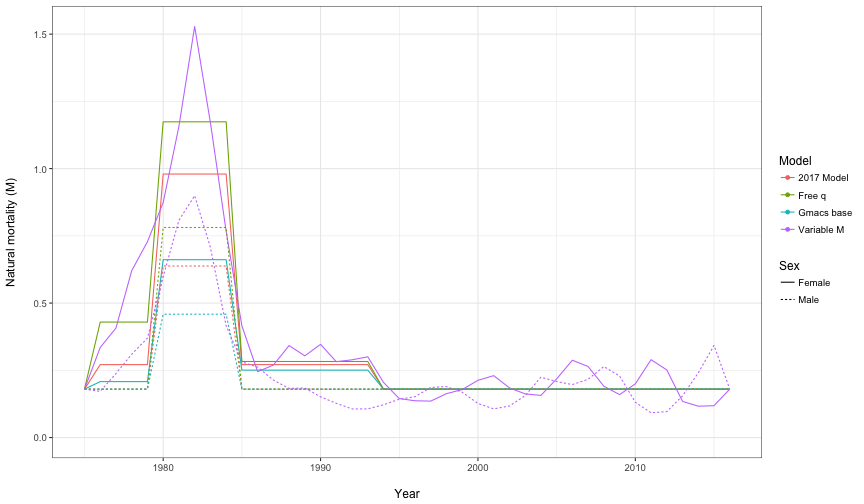 Natural mortality (M)
1.5
1.0
0.5
0.0
1980
1990
2000
2010
Year
Model
2017 Model
Free q
Gmacs base
Variable M
Sex
Female
Male